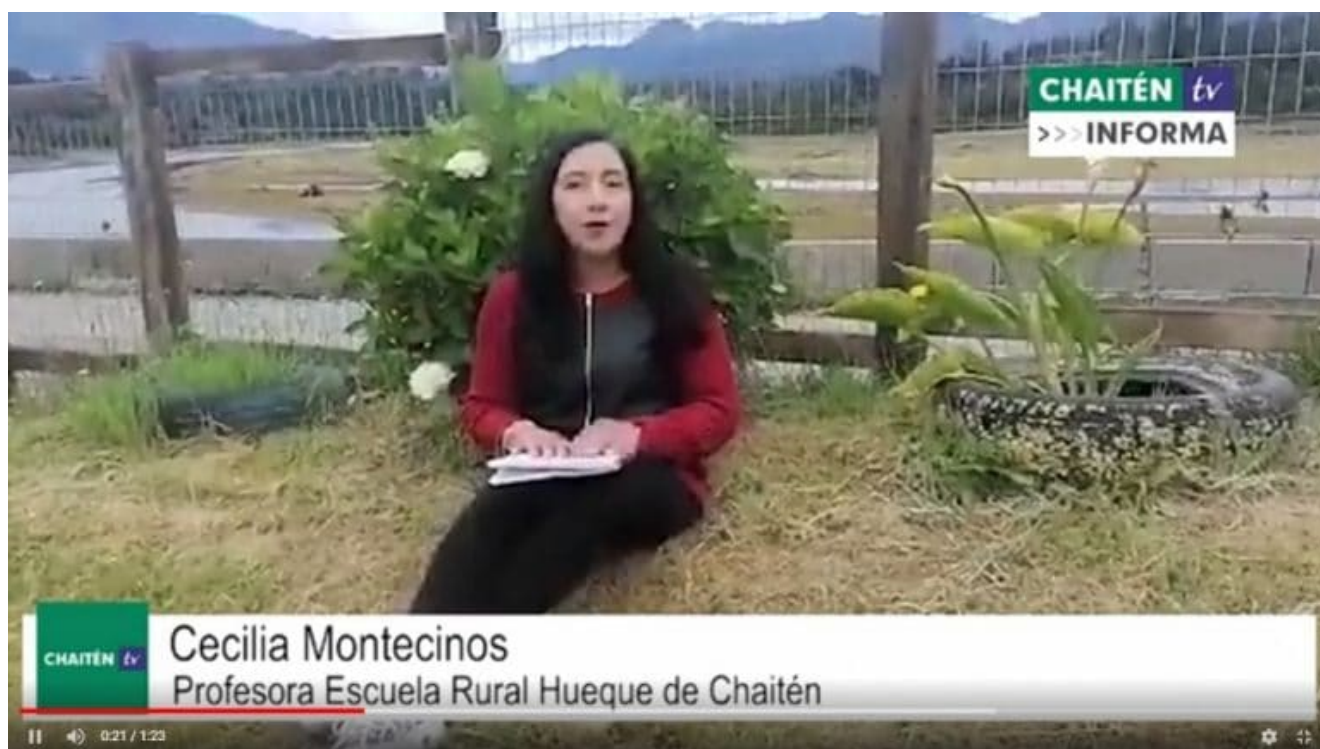 CHAITÉN tv
>>>INFORMA
Cecilia Montecinos
Profesora Escuela Rural Hueque de Chaitén
CHAITÉN tv
0:21 / 1:23